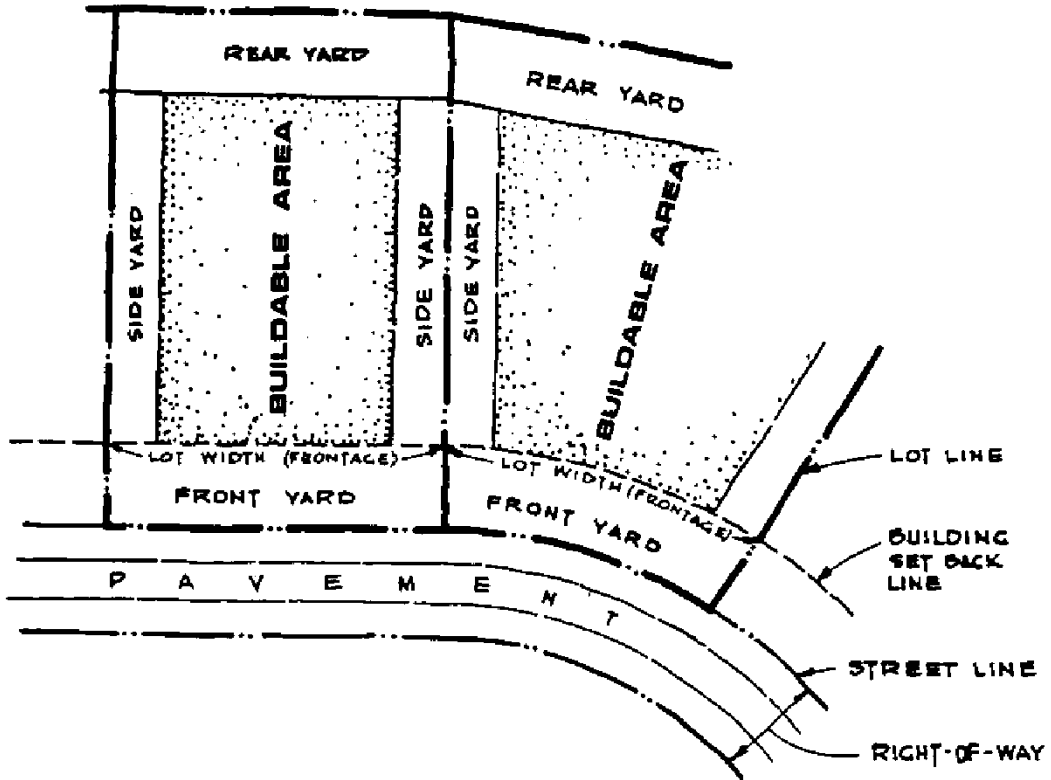 REAR YARD
REAR YARD
SIDE YARD
BUILDABLE AREA
SIDE YARD
SIDE YARD
BUILDABLE AREA
LOT WIDTH (FRONTAGE)
LOT WIDTH (FRONTAGE)
FRONT YARD
FRONT YARD
LOT LINE
BUILDING
SET BACK
LINE
PAVEMENT
STREET LINE
RIGHT-OF-WAY